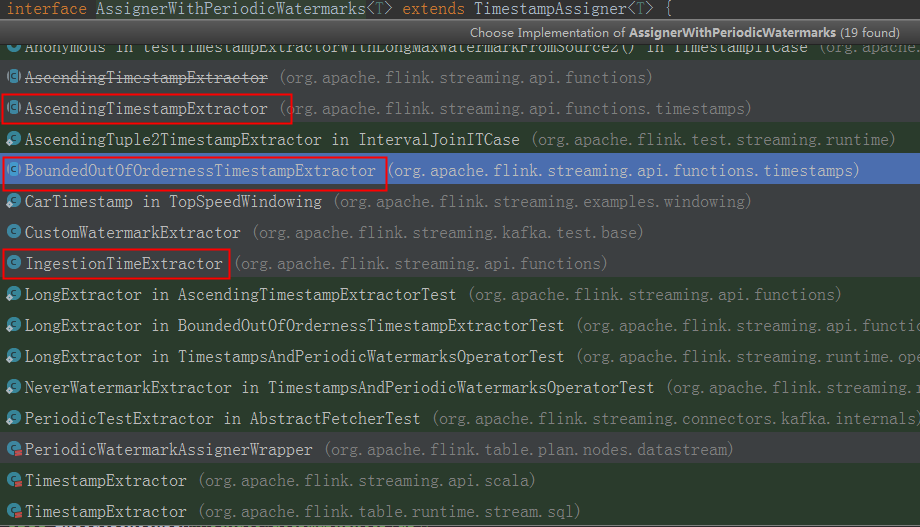 interface AssignerWithPeriodicWatermarks<T> extends TimestampAssigner<T> {
Choose Implementation of AssignerWithPeriodicWatermarks (19 found)
Anonymous in testTimestampExtractorWithLongMaxWatermarkFromSource2() in TimestampITCase (org.apache.
AscendingTimestampExtractor (org.apache.flink.streaming.api.functions)
AscendingTimestampExtractor (org.apache.flink.streaming.api.functions.timestamps)
AscendingTuple2TimestampExtractor in IntervalJoinITCase (org.apache.flink.test.streaming.runtime)
BoundedOutOfOrdernessTimestampExtractor (org.apache.flink.streaming.api.functions.timestamps)
CarTimestamp in TopSpeedWindowing (org.apache.flink.streaming.examples.windowing)
CustomWatermarkExtractor (org.apache.flink.streaming.kafka.test.base)
IngestionTimeExtractor (org.apache.flink.streaming.api.functions)
LongExtractor in AscendingTimestampExtractorTest (org.apache.flink.streaming.api.functions)
LongExtractor in BoundedOutOfOrdernessTimestampExtractorTest (org.apache.flink.streaming.api.functio
LongExtractor in TimestampsAndPeriodicWatermarksOperatorTest (org.apache.flink.streaming.runtime.ope
NeverWatermarkExtractor in TimestampsAndPeriodicWatermarksOperatorTest (org.apache.flink.streaming.r
PeriodicTestExtractor in AbstractFetcherTest (org.apache.flink.streaming.connectors.kafka.internals)
PeriodicWatermarkAssignerWrapper (org.apache.flink.table.plan.nodes.datastream)
TimestampExtractor (org.apache.flink.streaming.api.scala)
TimestampExtractor (org.apache.flink.table.runtime.stream.sql)